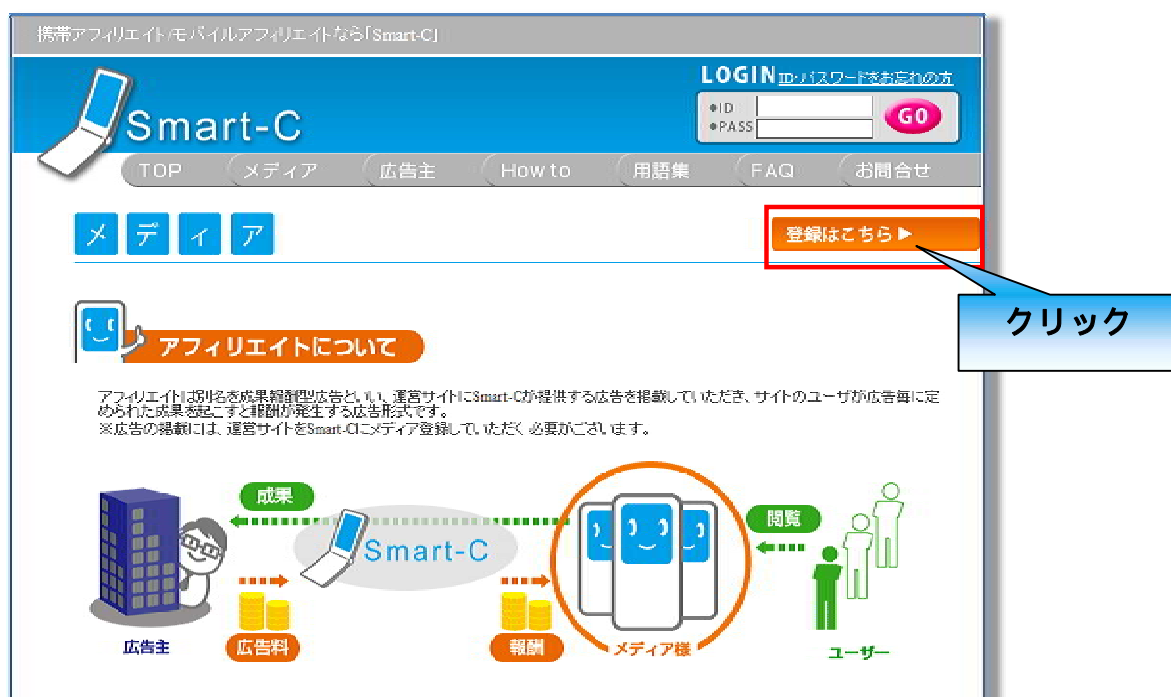 携帯アフィリエイト/モバイルアフィリエイトなら「Smart-C」
LOGIN ID・パスワードをお忘れの方
ID
PASS
GO
Smart-C
TOP メディア 広告主 How to 用語集 FAQ お問合せ
メディア
登録はこちら▶
クリック
アフィリエイトについて
アフィリエイトは別名を成果報酬型広告といい、運営サイトにSmart-Cが提供する広告を掲載していただき、サイトのユーザが広告毎に定
められた成果を起こすと報酬が発生する広告形式です。
※広告の掲載には、運営サイトをSmart-Cにメディア登録していただく必要がございます。
成果
閲覧
Smart-C
広告主
広告料
報酬
メディア様
ユーザー